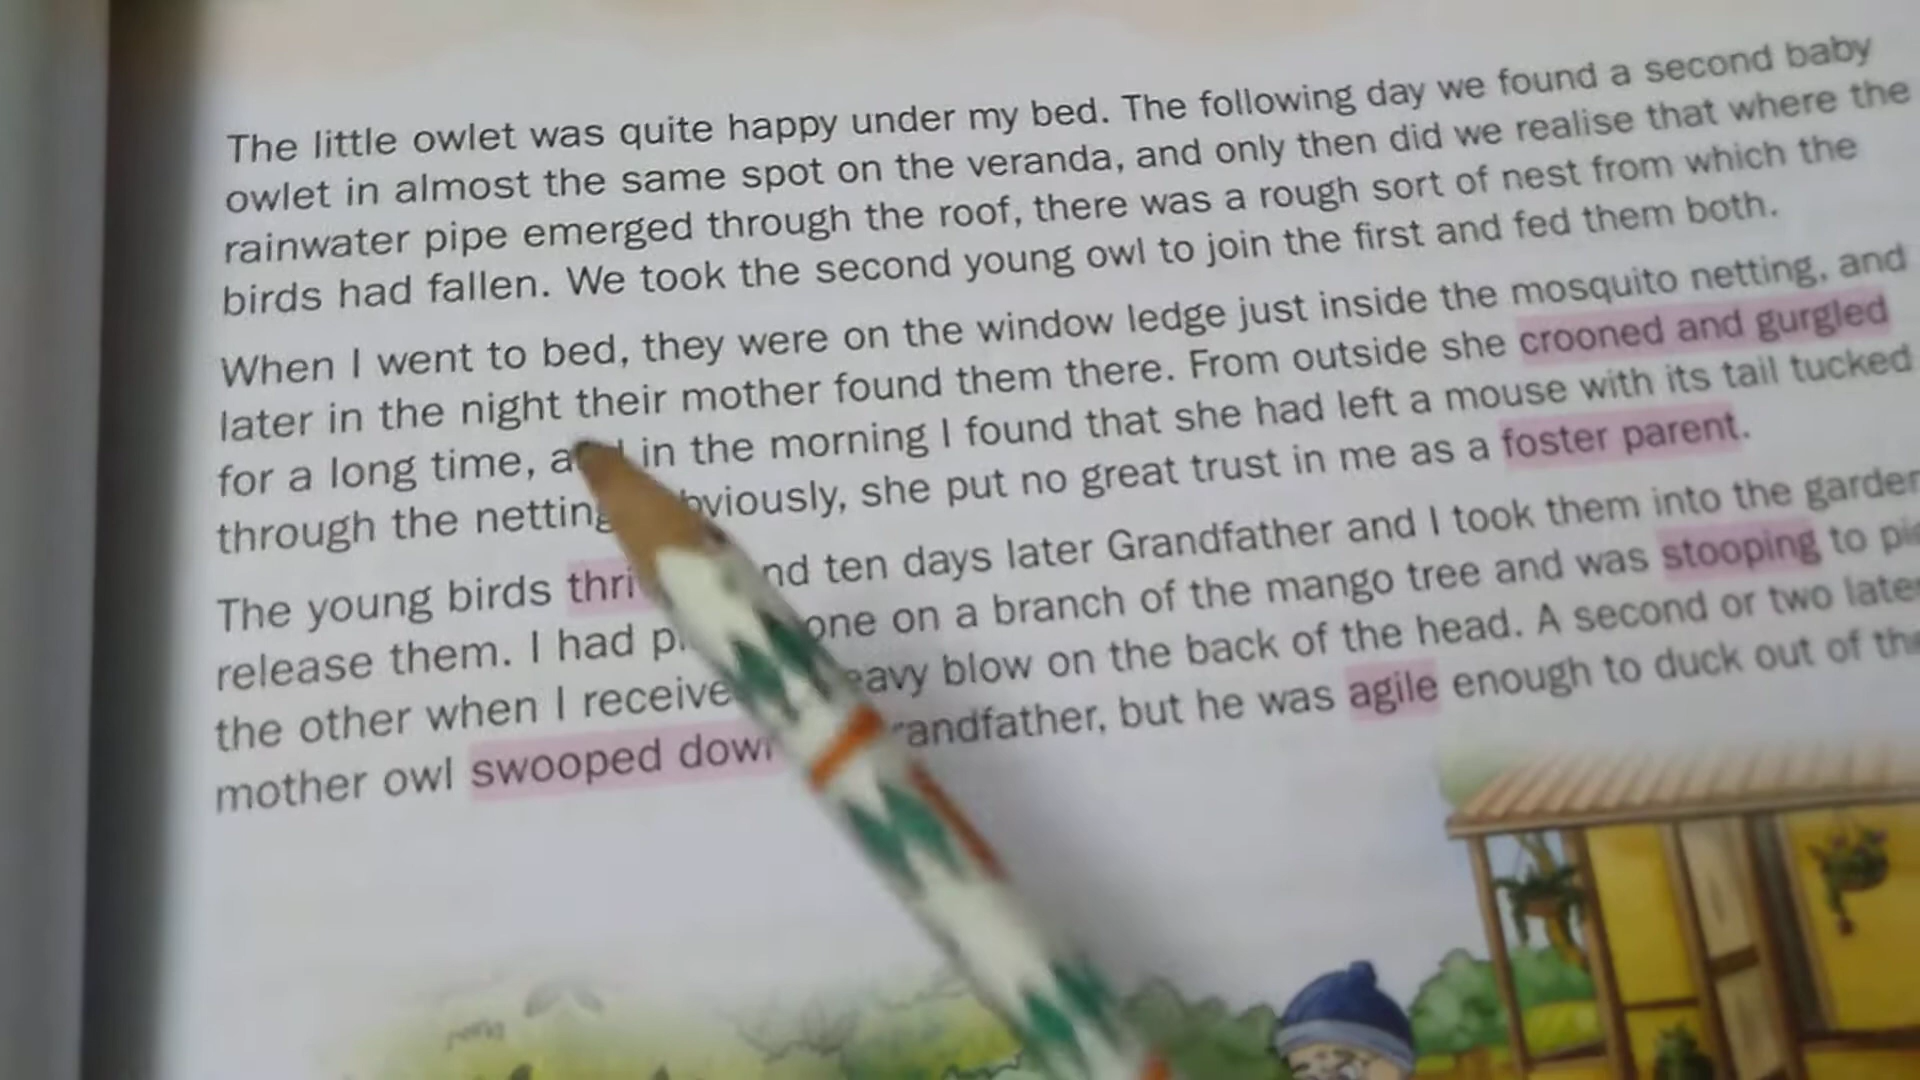 The little owlet was quite happy under my bed. The following day we found a second baby
owlet in almost the same spot on the veranda, and only then did we realise that where the
rainwater pipe emerged through the roof, there was a rough sort of nest from which the
birds had fallen. We took the second young owl to join the first and fed them both.
When I went to bed, they were on the window ledge just inside the mosquito netting, and
later in the night their mother found them there. From outside she crooned and gurgled
for a long time, and in the morning I found that she had left a mouse with its tail tucked
through the netting. Obviously, she put no great trust in me as a foster parent.
The young birds and ten days later Grandfather and I took them into the garden
release them. I had one on a branch of the mango tree and was stooping to
the other when I received heavy blow on the back of the head. A second or two later
mother owl swooped down Grandfather, but he was agile enough to duck out of the